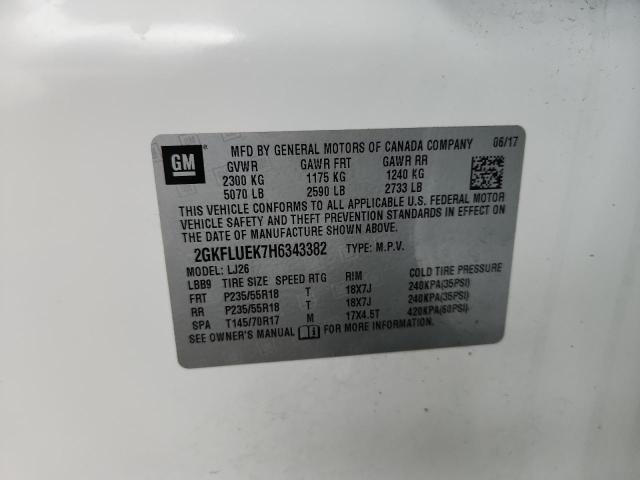 MFD BY GENERAL MOTORS OF CANADA COMPANY 06/17
GM GVWR GAWR FRT GAWR RR
2300 KG 1175 KG 1240 KG
5070 LB 2590 LB 2733 LB
THIS VEHICLE CONFORMS TO ALL APPLICABLE U.S. FEDERAL MOTOR
VEHICLE SAFETY AND THEFT PREVENTION STANDARDS IN EFFECT ON
THE DATE OF MANUFACTURE SHOWN ABOVE.
2GKFLUEK7H6343382 TYPE: M.P.V.
MODEL: LJ26
LBB9 TIRE SIZE SPEED RTG RIM COLD TIRE PRESSURE
FRT P235/55R18 T 18X7J 240KPA(35PSI)
RR P235/55R18 T 18X7J 240KPA(35PSI)
SPA T145/70R17 M 17X4.5T 420KPA(60PSI)
SEE OWNER'S MANUAL FOR MORE INFORMATION.